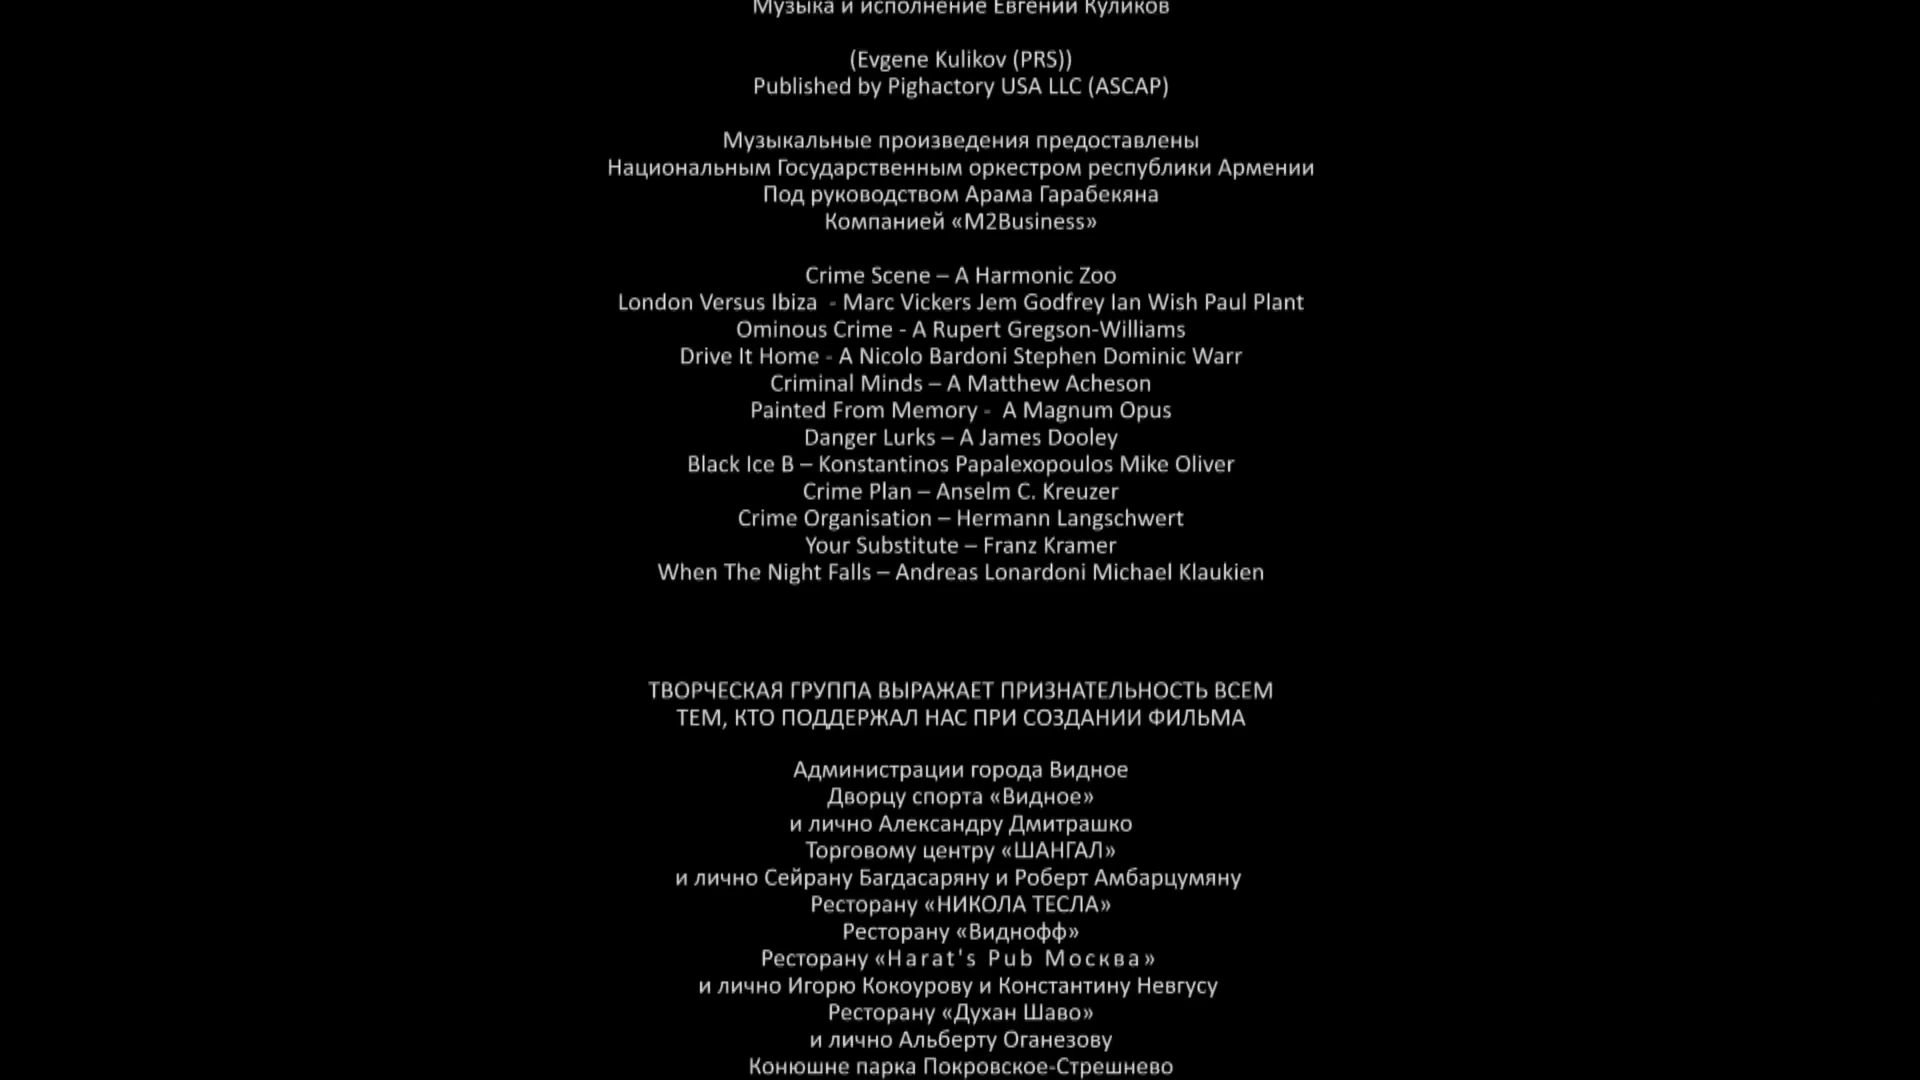 Музыка и исполнение Евгений Куликов
(Evgene Kulikov (PRS))
Published by Pighactory USA LLC (ASCAP)
Музыкальные произведения предоставлены
Национальным Государственным оркестром республики Армении
Под руководством Арама Гарабекяна
Компанией «M2Business»
Crime Scene – A Harmonic Zoo
London Versus Ibiza  - Marc Vickers Jem Godfrey Ian Wish Paul Plant
Ominous Crime - A Rupert Gregson-Williams
Drive It Home - A Nicolo Bardoni Stephen Dominic Warr
Criminal Minds – A Matthew Acheson
Painted From Memory -  A Magnum Opus
Danger Lurks – A James Dooley
Black Ice B – Konstantinos Papalexopoulos Mike Oliver
Crime Plan – Anselm C. Kreuzer
Crime Organisation – Hermann Langschwert
Your Substitute – Franz Kramer
When The Night Falls – Andreas Lonardoni Michael Klaukien
ТВОРЧЕСКАЯ ГРУППА ВЫРАЖАЕТ ПРИЗНАТЕЛЬНОСТЬ ВСЕМ
ТЕМ, КТО ПОДДЕРЖАЛ НАС ПРИ СОЗДАНИИ ФИЛЬМА
Администрации города Видное
Дворцу спорта «Видное»
и лично Александру Дмитрашко
Торговому центру «ШАНГАЛ»
и лично Сейрану Багдасаряну и Роберт Амбарцумяну
Ресторану «НИКОЛА ТЕСЛА»
Ресторану «Виднофф»
Ресторану «Harat's Pub Москва»
и лично Игорю Кокоурову и Константину Невгусу
Ресторану «Духан Шаво»
и лично Альберту Оганезову
Конюшне парка Покровское-Стрешнево